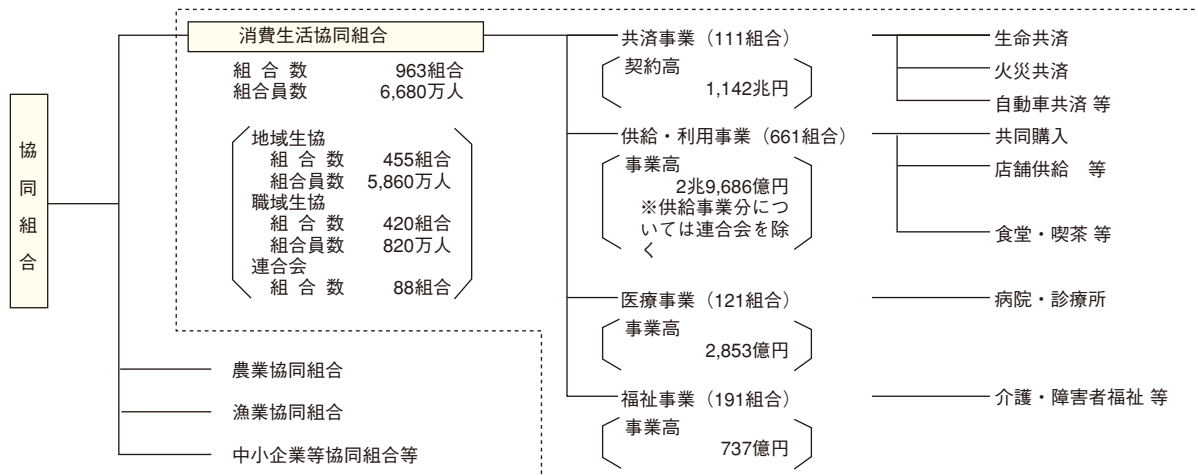 協同組合
消費生活協同組合
組 合 数 963組合
組合員数 6,680万人
地域生協
組 合 数 455組合
組合員数 5,860万人
職域生協
組 合 数 420組合
組合員数 820万人
連合会
組 合 数 88組合
農業協同組合
漁業協同組合
中小企業等協同組合等
共済事業（111組合）
契約高
1,142兆円
供給・利用事業（661組合）
事業高
2兆9,686億円
※供給事業分につ
いては連合会を除
く
医療事業（121組合）
事業高
2,853億円
福祉事業（191組合）
事業高
737億円
生命共済
火災共済
自動車共済 等
共同購入
店舗供給 等
食堂・喫茶 等
病院・診療所
介護・障害者福祉 等